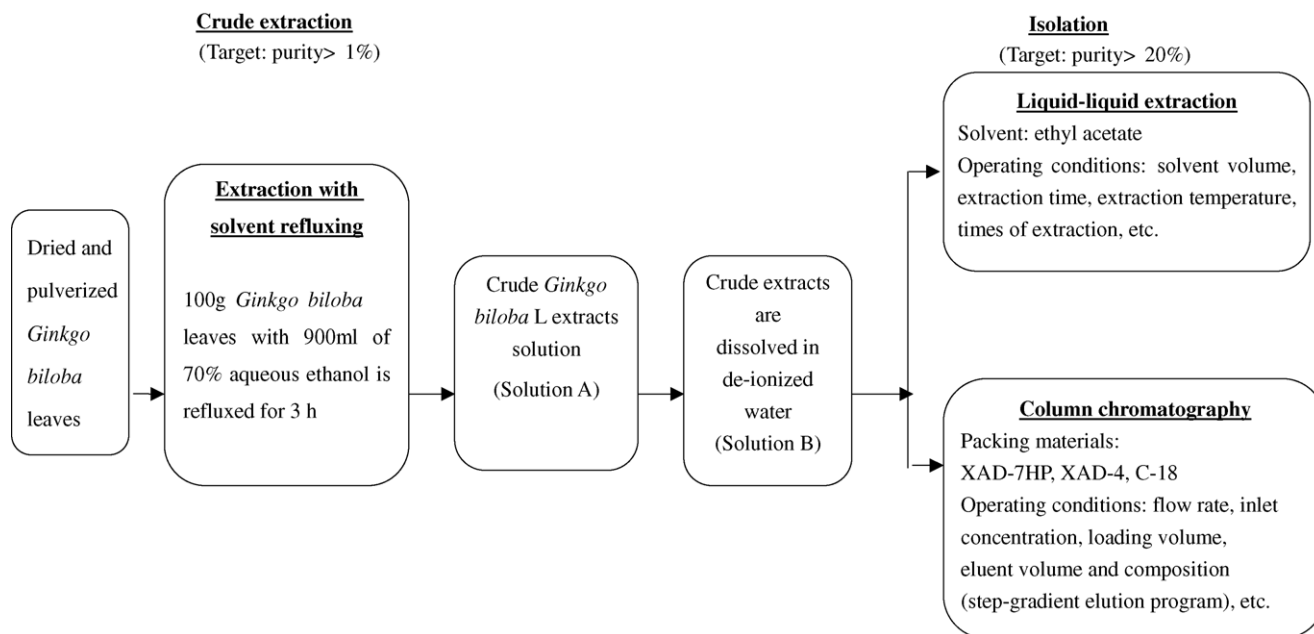 Crude extraction
(Target: purity> 1%)
Isolation
(Target: purity> 20%)
Dried and
pulverized
Ginkgo
biloba
leaves
Extraction with
solvent refluxing
100g Ginkgo biloba
leaves with 900ml of
70% aqueous ethanol is
refluxed for 3 h
Crude Ginkgo
biloba L extracts
solution
(Solution A)
Crude extracts
are
dissolved in
de-ionized
water
(Solution B)
Liquid-liquid extraction
Solvent: ethyl acetate
Operating conditions: solvent volume,
extraction time, extraction temperature,
times of extraction, etc.
Column chromatography
Packing materials:
XAD-7HP, XAD-4, C-18
Operating conditions: flow rate, inlet
concentration, loading volume,
eluent volume and composition
(step-gradient elution program), etc.